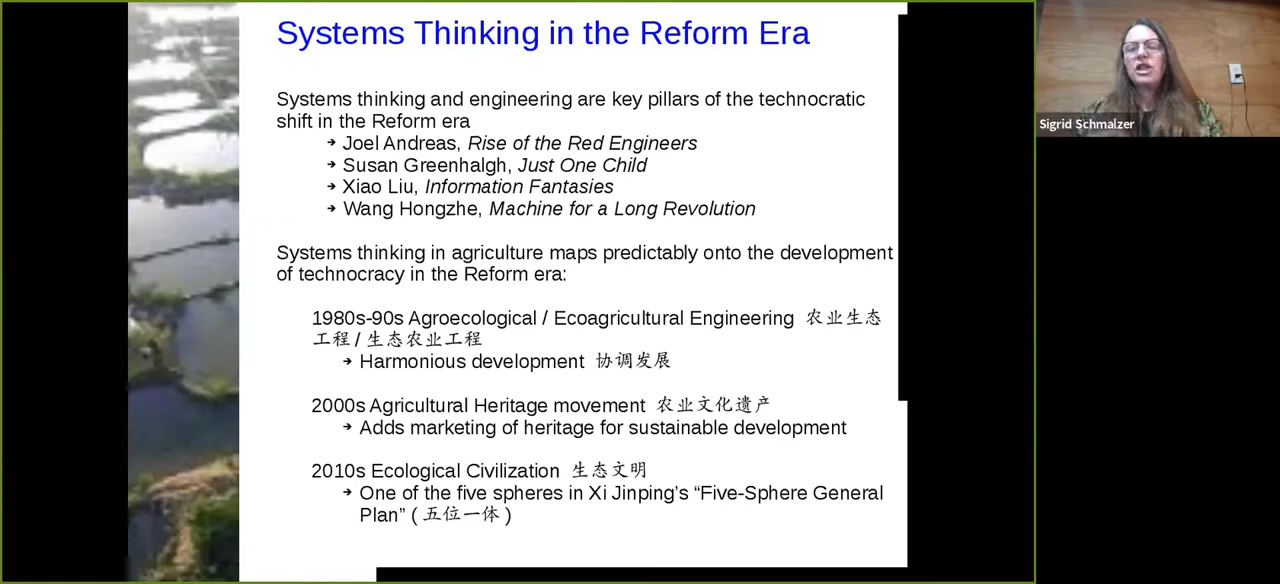 Systems Thinking in the Reform Era
Systems thinking and engineering are key pillars of the technocratic
shift in the Reform era
➔ Joel Andreas, Rise of the Red Engineers
➔ Susan Greenhalgh, Just One Child
➔ Xiao Liu, Information Fantasies
➔ Wang Hongzhe, Machine for a Long Revolution
Systems thinking in agriculture maps predictably onto the development
of technocracy in the Reform era:
1980s-90s Agroecological / Ecoagricultural Engineering 农业生态
工程 / 生态农业工程
➔ Harmonious development 协调发展
2000s Agricultural Heritage movement 农业文化遗产
➔ Adds marketing of heritage for sustainable development
2010s Ecological Civilization 生态文明
➔ One of the five spheres in Xi Jinping’s “Five-Sphere General
Plan” ( 五位一体 )
Sigrid Schmalzer